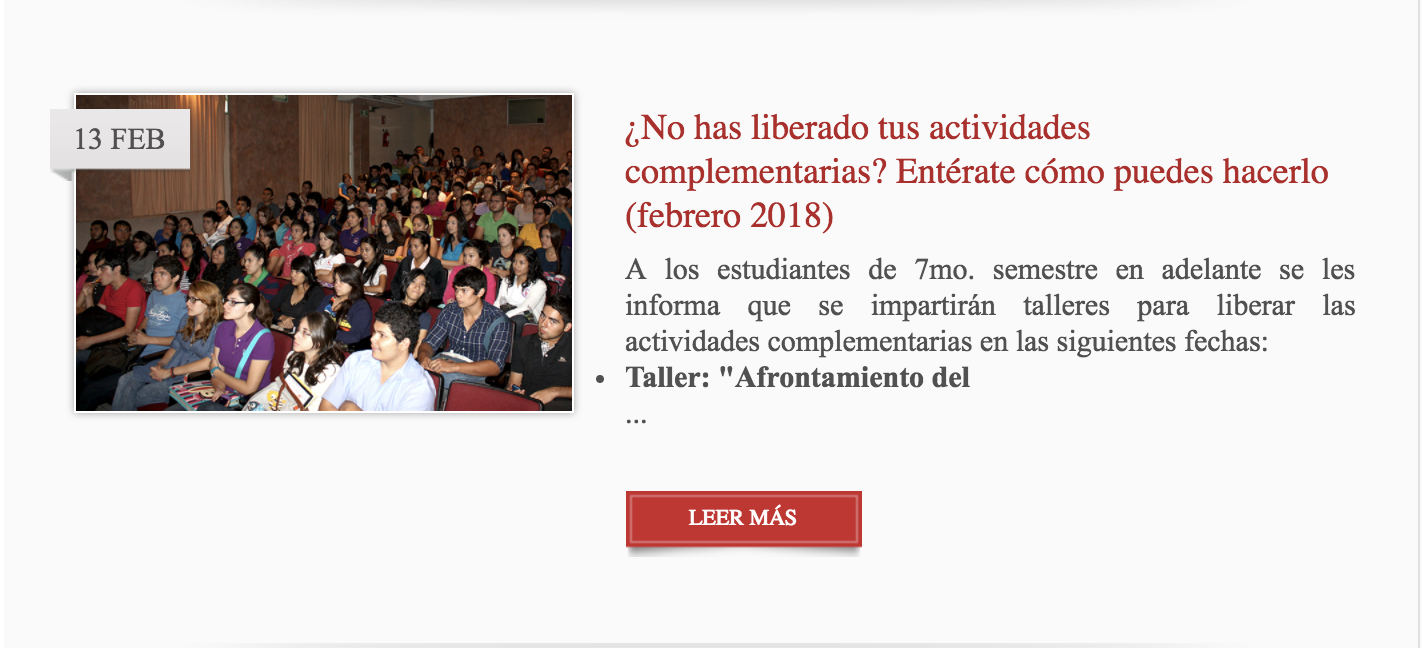 13 FEB
¿No has liberado tus actividades
complementarias? Entérate cómo puedes hacerlo
(febrero 2018)
A los estudiantes de 7mo. semestre en adelante se les
informa que se impartirán talleres para liberar las
actividades complementarias en las siguientes fechas:
• Taller: "Afrontamiento del
...
LEER MÁS